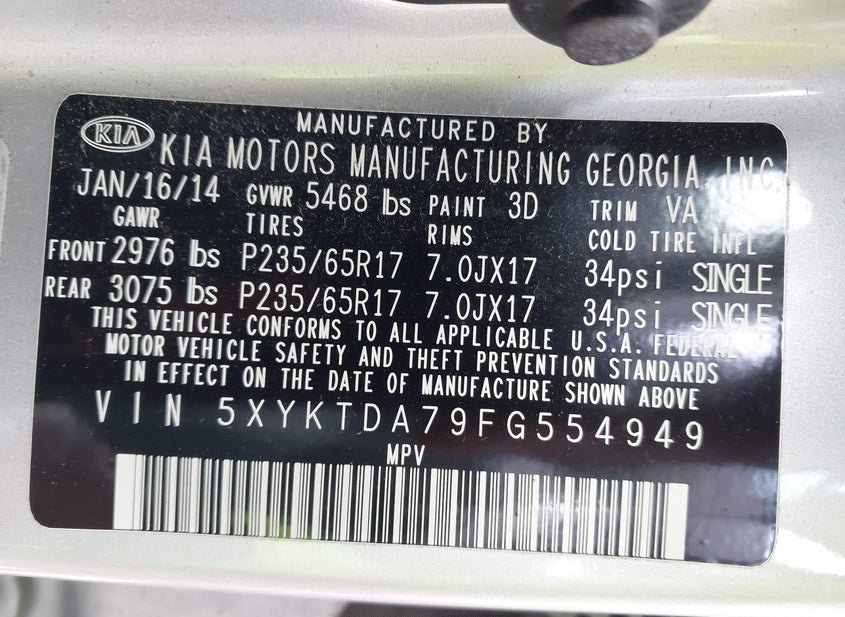 KIA
MANUFACTURED BY
KIA MOTORS MANUFACTURING GEORGIA, INC.
JAN/16/14 GVWR 5468 lbs PAINT 3D TRIM VA
GAWR TIRES RIMS COLD TIRE INFL
FRONT 2976 lbs P235/65R17 7.0JX17 34psi SINGLE
REAR 3075 lbs P235/65R17 7.0JX17 34psi SINGLE
THIS VEHICLE CONFORMS TO ALL APPLICABLE U.S.A. FEDERAL
MOTOR VEHICLE SAFETY AND THEFT PREVENTION STANDARDS
IN EFFECT ON THE DATE OF MANUFACTURE SHOWN ABOVE
VIN 5XYKTDA79FG554949
MPV